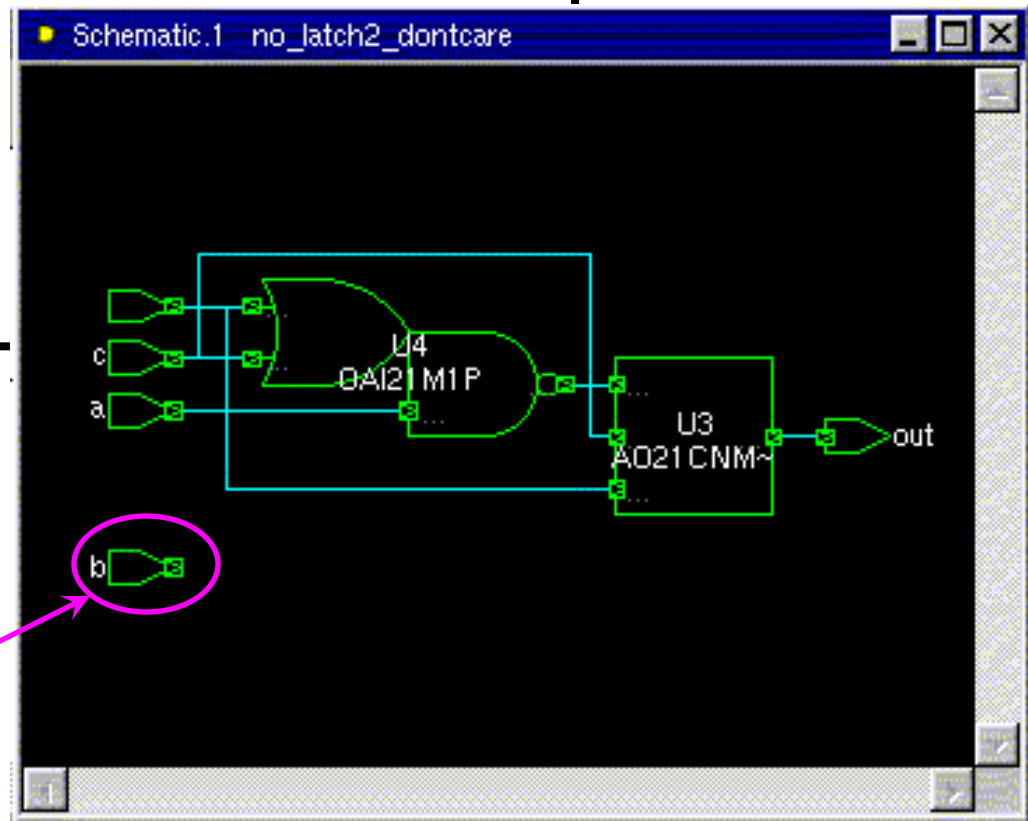 Schematic.1 no_latch2_dontcare
c
U4
OAI21M1P
a
U3
AO21CNM~
out
b